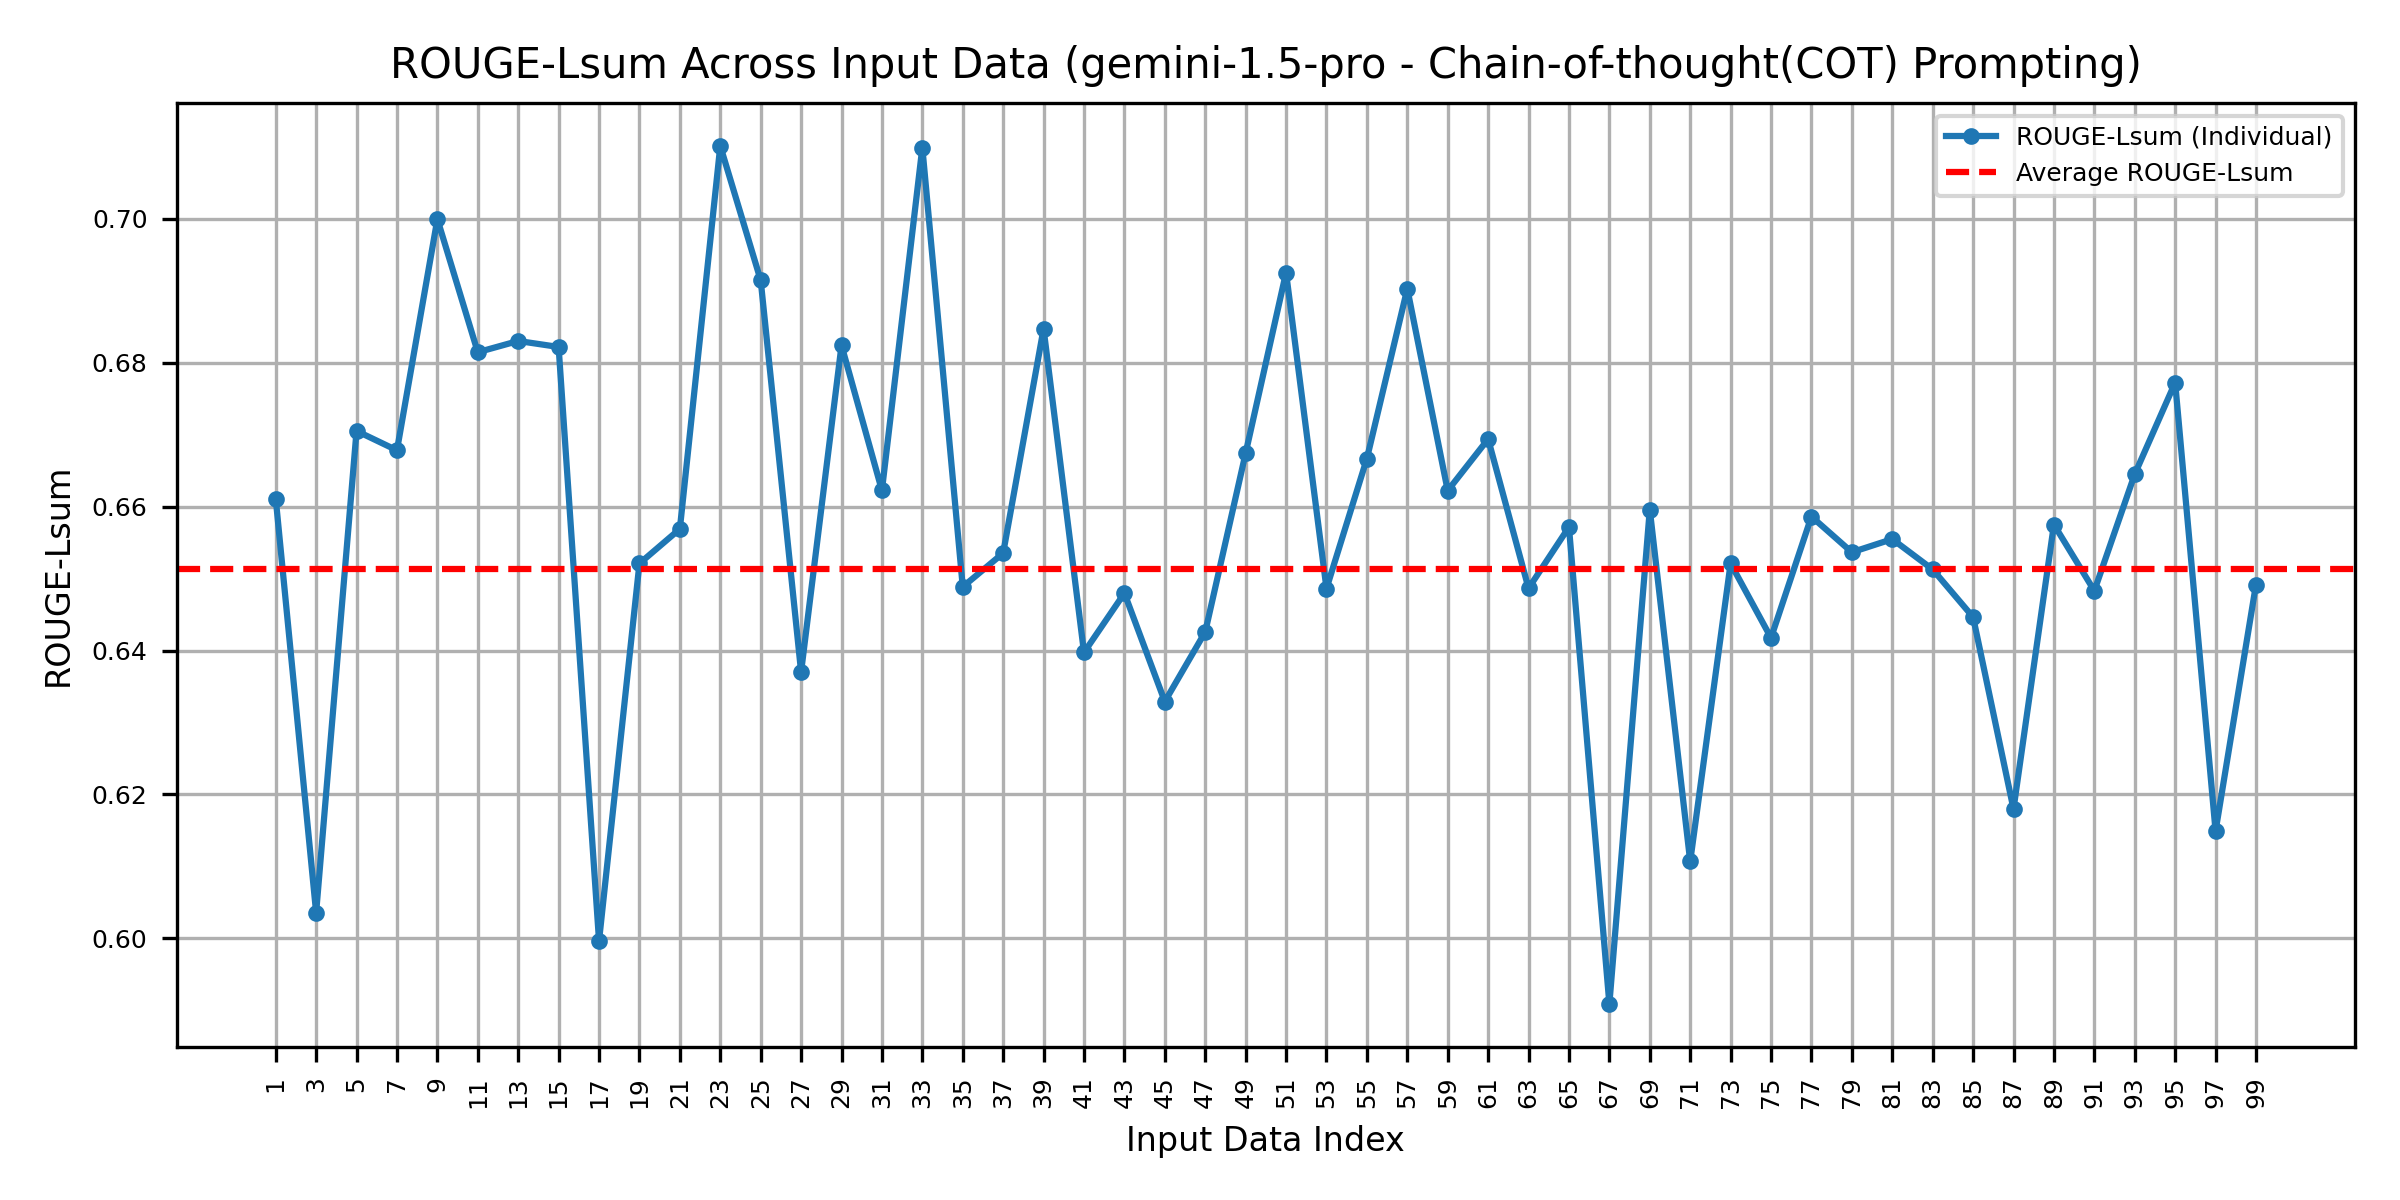 ROUGE-Lsum Across Input Data (gemini-1.5-pro - Chain-of-thought(COT) Prompting)
ROUGE-Lsum (Individual)
Average ROUGE-Lsum
ROUGE-Lsum
0.70
0.68
0.66
0.64
0.62
0.60
1 3 5 7 9 11 13 15 17 19 21 23 25 27 29 31 33 35 37 39 41 43 45 47 49 51 53 55 57 59 61 63 65 67 69 71 73 75 77 79 81 83 85 87 89 91 93 95 97 99
Input Data Index